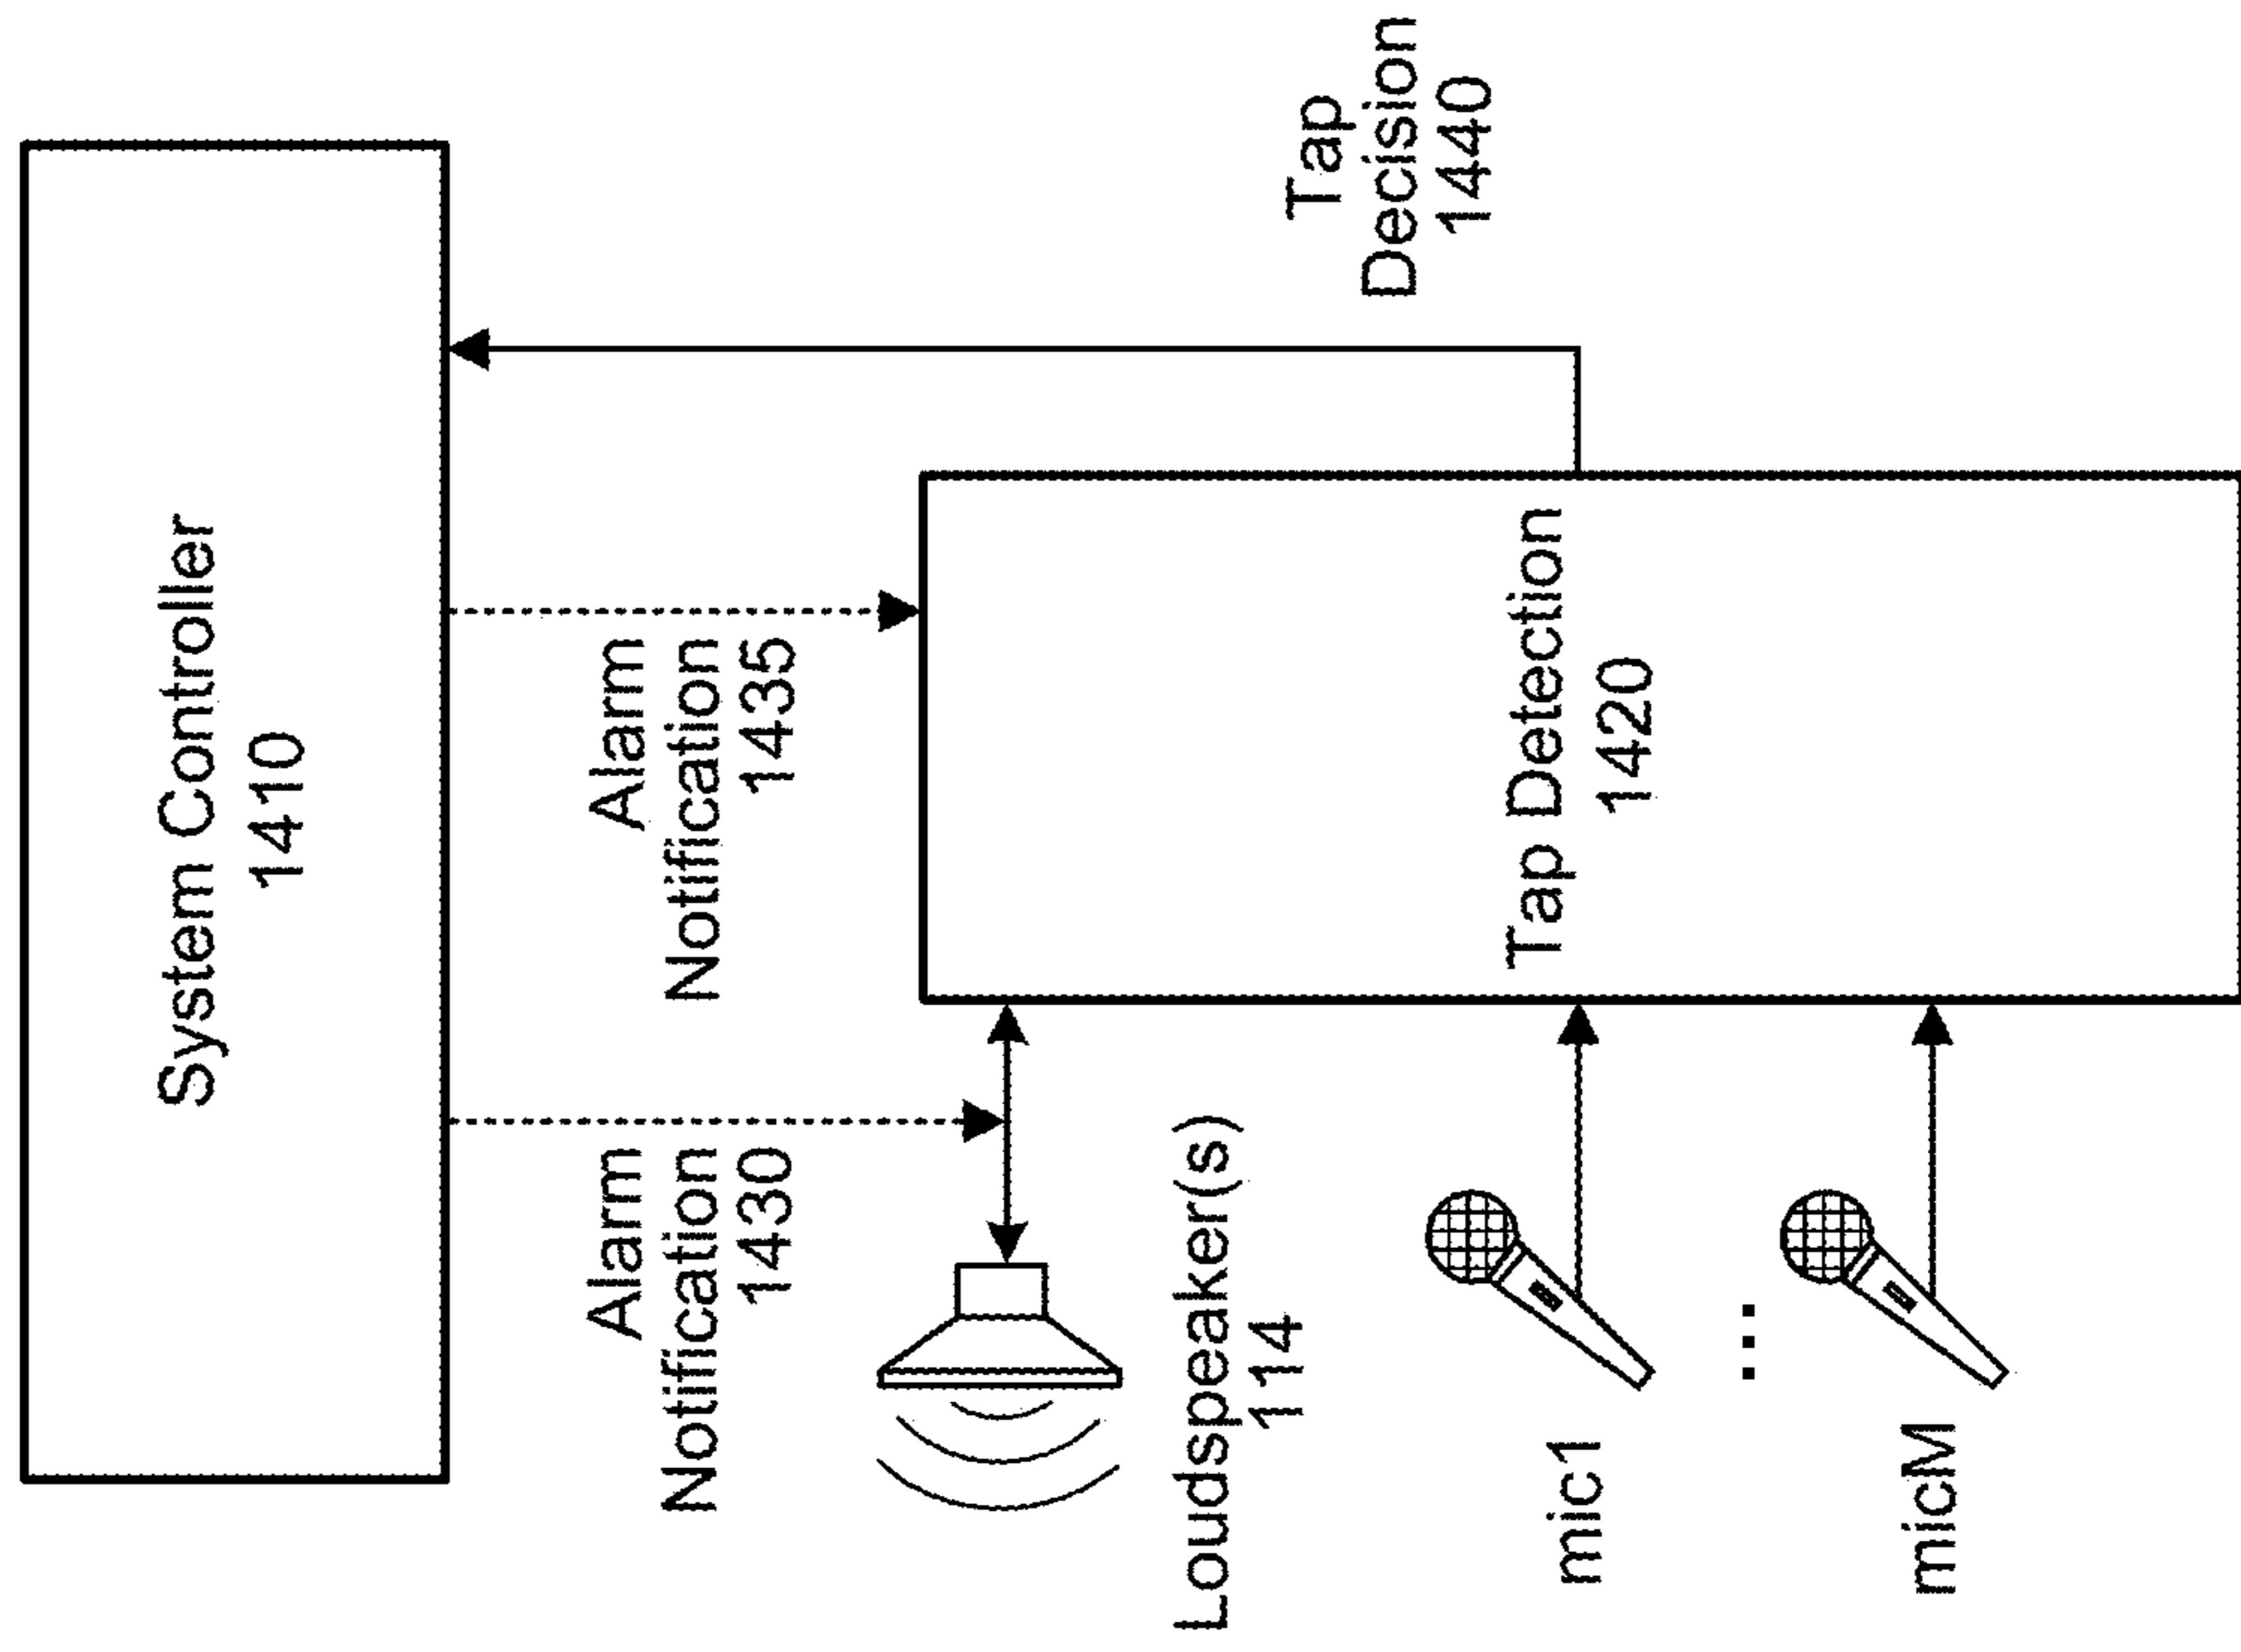 System Controller
1410
Alarm
Notification
1430
Alarm
Notification
1435
Tap
Decision
1440
Loudspeaker(s)
114
Tap Detection
1420
mic1
micM